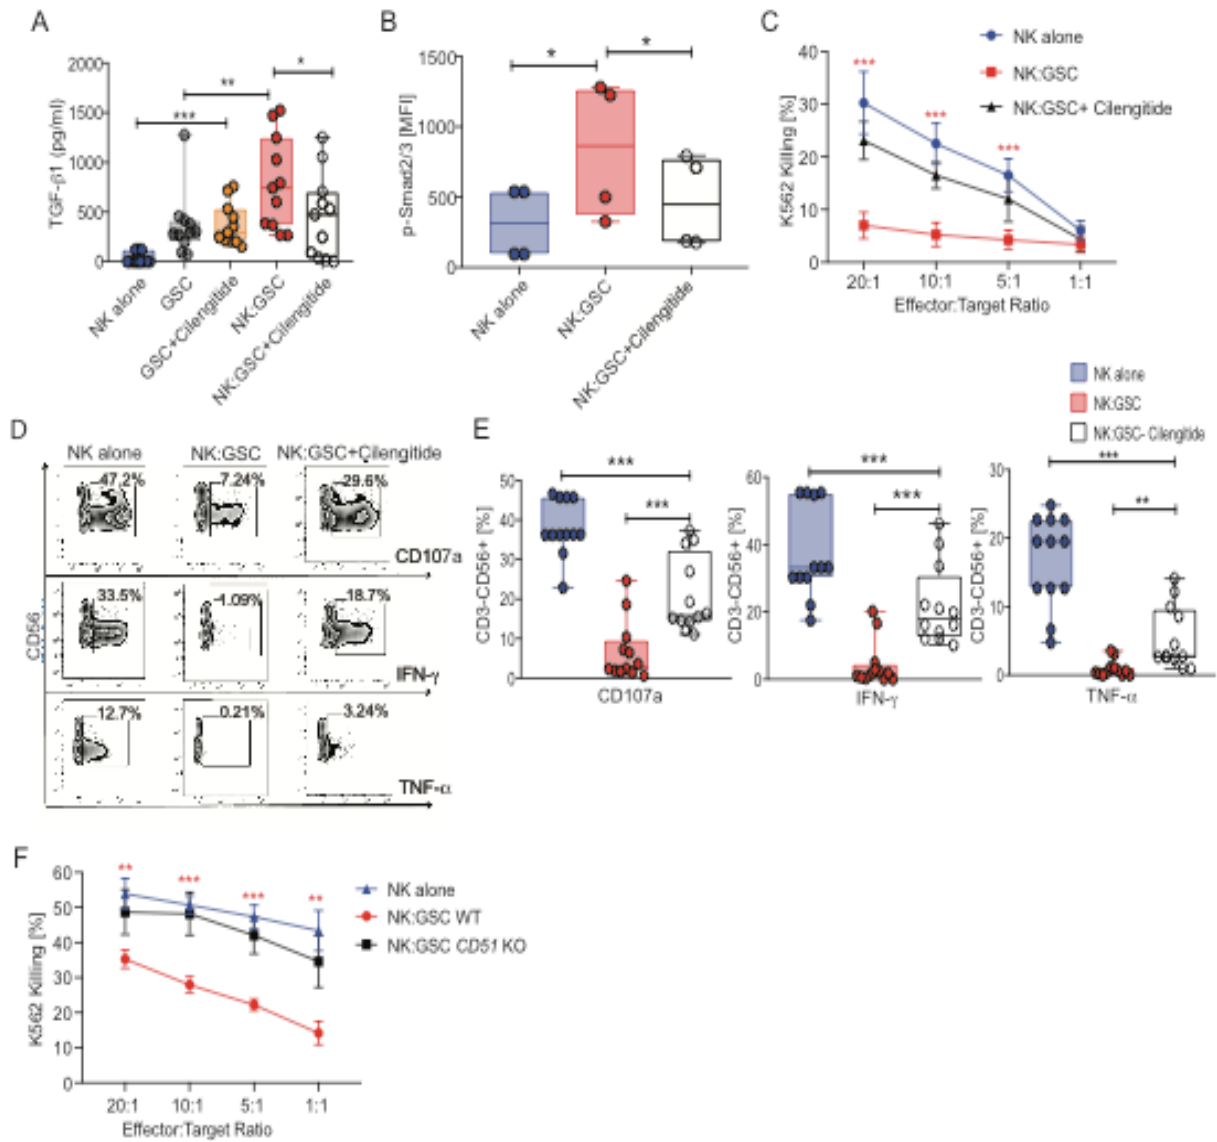 A
TGF-β1 (pg/ml)
2000
1500
1000
500
0
***
**
*
NK alone
GSC
GSC+Cilengitide
NK:GSC
NK:GSC+Cilengitide
B
p-Smad2/3 [MFI]
1500
1000
500
0
*
*
NK alone
NK:GSC
NK:GSC+Cilengitide
C
NK alone
NK:GSC
NK:GSC+ Cilengitide
K562 Killing [%]
40
30
20
10
0
***
***
***
20:1 10:1 5:1 1:1
Effector:Target Ratio
D
NK alone NK:GSC NK:GSC+Cilengitide
47.2% 7.24% 29.6%
CD107a
33.5% 1.09% 18.7%
CD56
IFN-γ
12.7% 0.21% 3.24%
TNF-α
E
NK alone
NK:GSC
NK:GSC- Cilengitide
CD3-CD56+ [%]
50
40
30
20
10
0
***
***
CD107a
CD3-CD56+ [%]
60
40
20
0
***
***
IFN-γ
CD3-CD56+ [%]
30
20
10
0
***
**
TNF-α
F
K562 Killing [%]
60
50
40
30
20
10
0
**
***
***
**
20:1 10:1 5:1 1:1
Effector:Target Ratio
NK alone
NK:GSC WT
NK:GSC CD51 KO